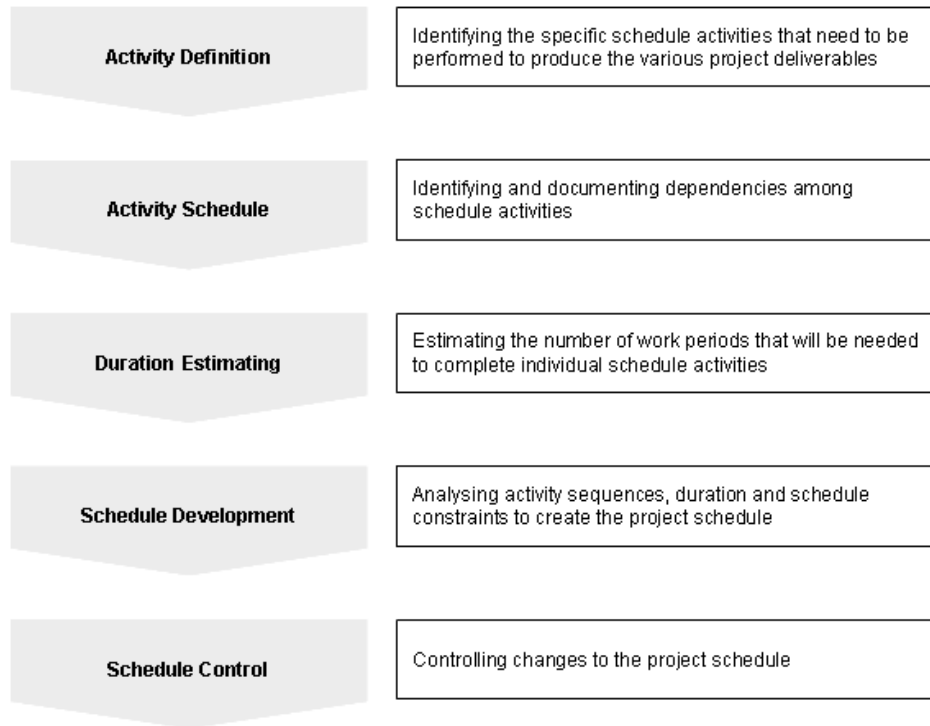 Activity Definition
Identifying the specific schedule activities that need to be
performed to produce the various project deliverables
Activity Schedule
Identifying and documenting dependencies among
schedule activities
Duration Estimating
Estimating the number of work periods that will be needed
to complete individual schedule activities
Schedule Development
Analysing activity sequences, duration and schedule
constraints to create the project schedule
Schedule Control
Controlling changes to the project schedule